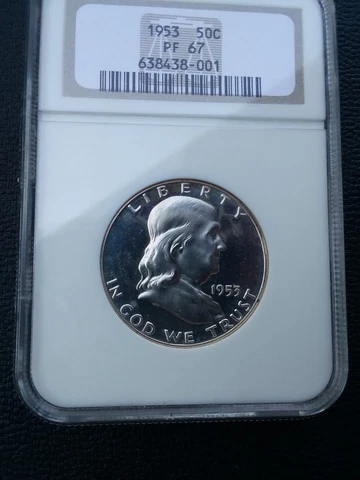 1953 50C
PF 67
638438-001
LIBERTY
1953
IN GOD WE TRUST